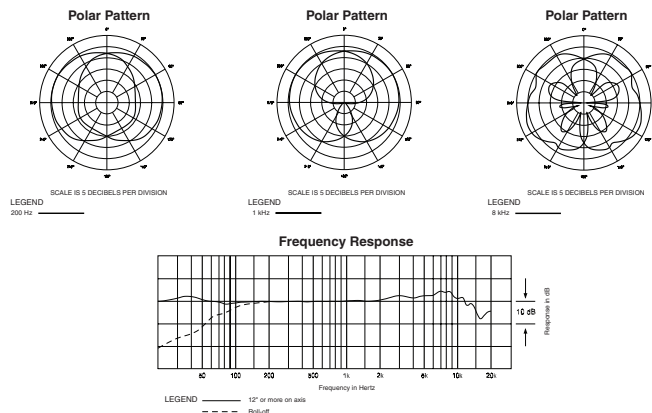 Polar Pattern
Polar Pattern
Polar Pattern
0°
0°
0°
SCALE IS 5 DECIBELS PER DIVISION
SCALE IS 5 DECIBELS PER DIVISION
SCALE IS 5 DECIBELS PER DIVISION
LEGEND
200 Hz
LEGEND
1 kHz
LEGEND
8 kHz
Frequency Response
10 dB
Response in dB
50 100 200 500 1k 2k 5k 10k 20k
Frequency in Hertz
LEGEND
12" or more on axis
Roll-off